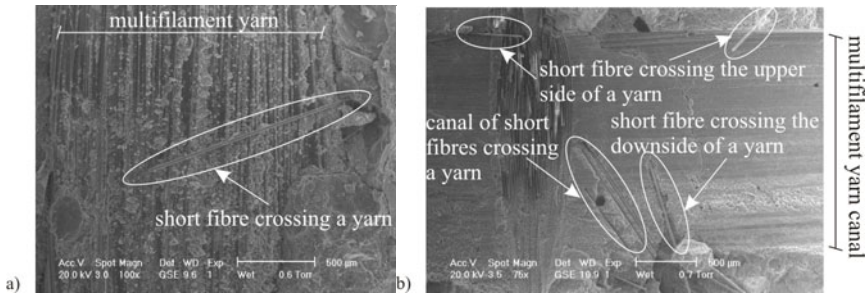 multifilament yarn
short fibre crossing a yarn
Acc V Spot Magn Det WD Exp 500 µm
20.0 kV 3.0 100x GSE 9.6 1 Wet 0.6 Torr
a)
short fibre crossing the upper
side of a yarn
canal of short
fibres crossing
a yarn
short fibre crossing the
downside of a yarn
multifilament yarn canal
Acc V Spot Magn Det WD Exp 500 µm
20.0 kV 3.5 75x GSE 10.9 1 Wet 0.7 Torr
b)